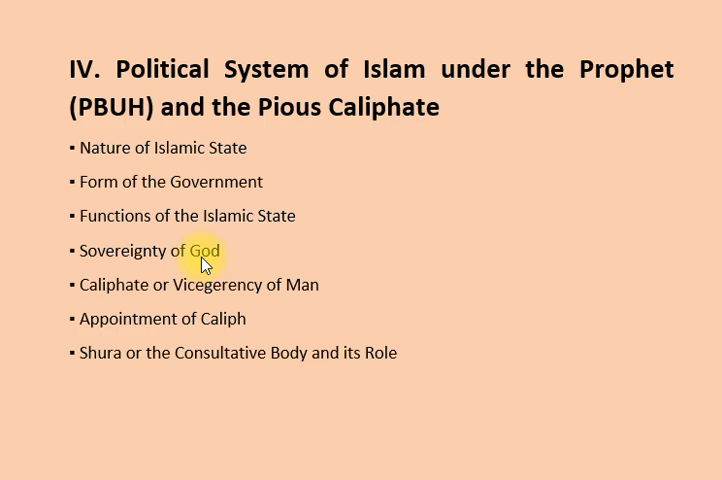 IV. Political System of Islam under the Prophet
(PBUH) and the Pious Caliphate
▪ Nature of Islamic State
▪ Form of the Government
▪ Functions of the Islamic State
▪ Sovereignty of God
▪ Caliphate or Vicegerency of Man
▪ Appointment of Caliph
▪ Shura or the Consultative Body and its Role